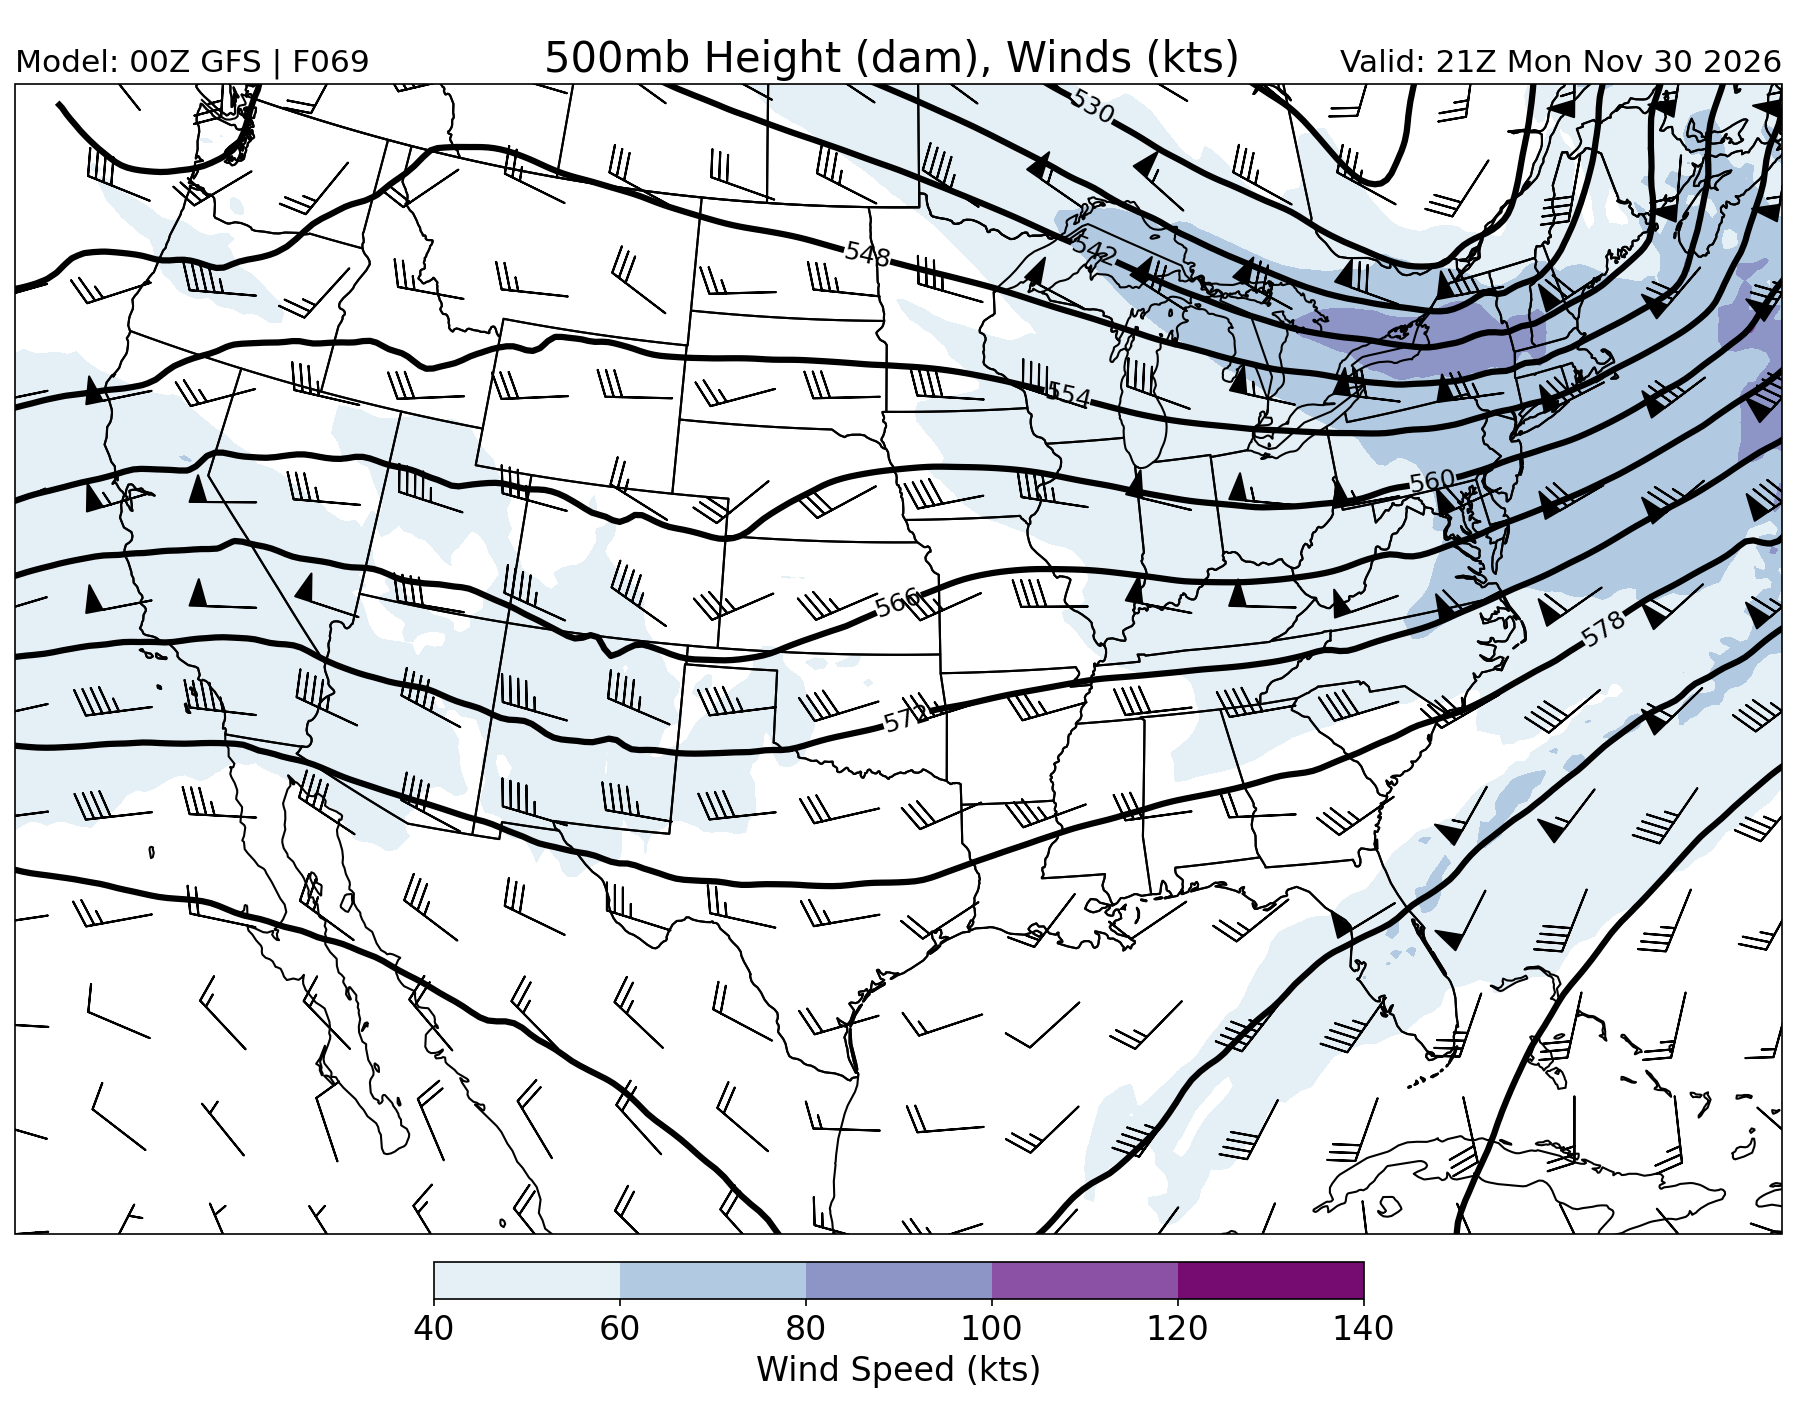 Model: 00Z GFS | F069
500mb Height (dam), Winds (kts)
Valid: 21Z Mon Nov 30 2026
530
542
548
554
560
566
572
578
40 60 80 100 120 140
Wind Speed (kts)